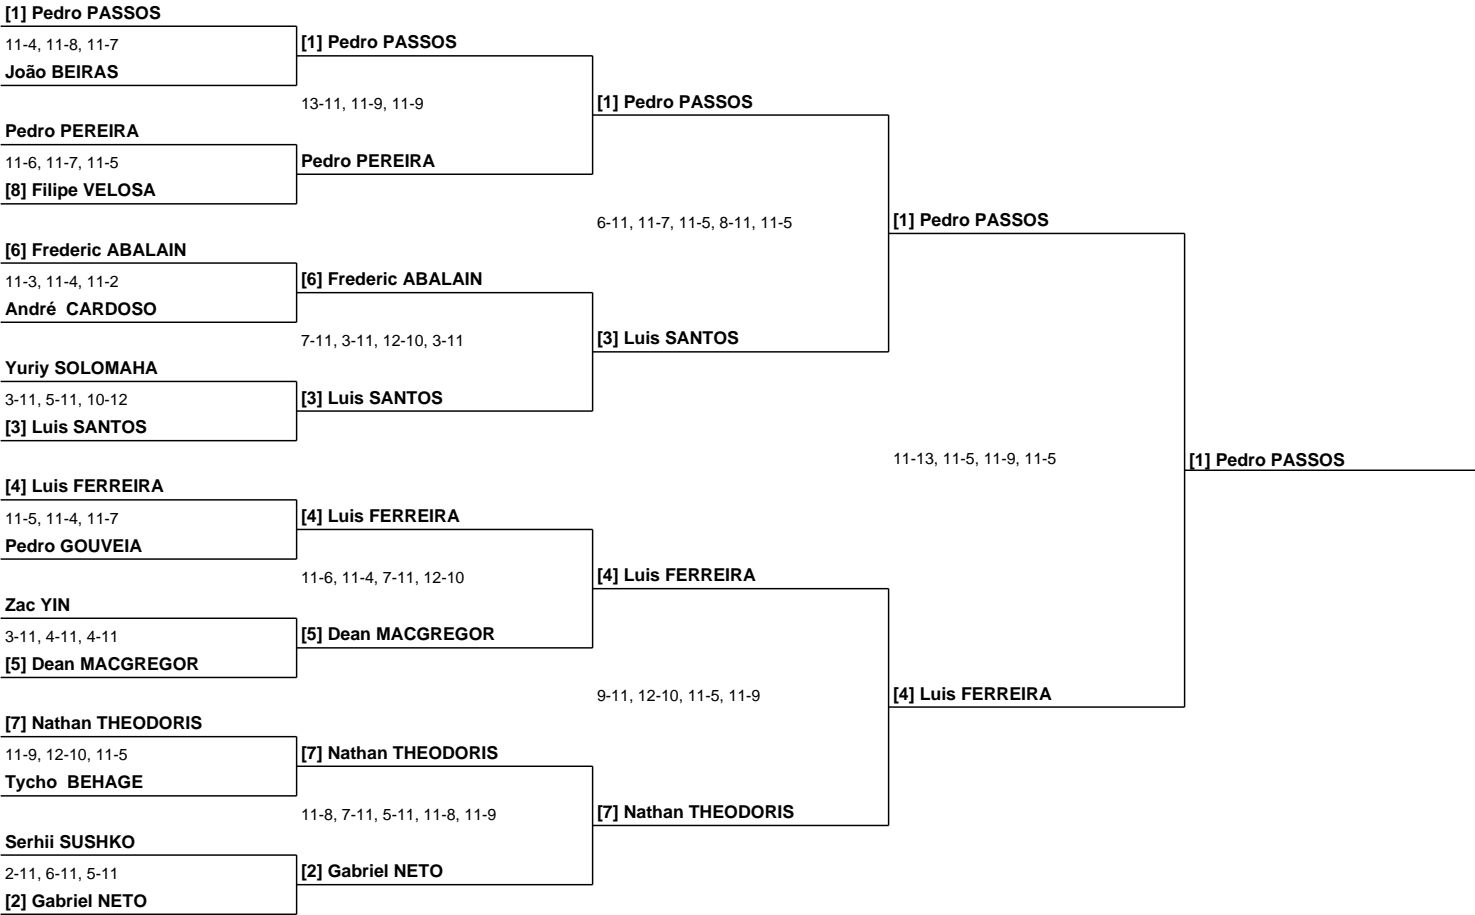 [1] Pedro PASSOS
11-4, 11-8, 11-7
João BEIRAS
Pedro PEREIRA
11-6, 11-7, 11-5
[8] Filipe VELOSA
[6] Frederic ABALAIN
11-3, 11-4, 11-2
André  CARDOSO
Yuriy SOLOMAHA
3-11, 5-11, 10-12
[3] Luis SANTOS
[4] Luis FERREIRA
11-5, 11-4, 11-7
Pedro GOUVEIA
Zac YIN
3-11, 4-11, 4-11
[5] Dean MACGREGOR
[7] Nathan THEODORIS
11-9, 12-10, 11-5
Tycho  BEHAGE
Serhii SUSHKO
2-11, 6-11, 5-11
[2] Gabriel NETO
[1] Pedro PASSOS
13-11, 11-9, 11-9
Pedro PEREIRA
[6] Frederic ABALAIN
7-11, 3-11, 12-10, 3-11
[3] Luis SANTOS
[4] Luis FERREIRA
11-6, 11-4, 7-11, 12-10
[5] Dean MACGREGOR
[7] Nathan THEODORIS
11-8, 7-11, 5-11, 11-8, 11-9
[2] Gabriel NETO
[1] Pedro PASSOS
6-11, 11-7, 11-5, 8-11, 11-5
[3] Luis SANTOS
[4] Luis FERREIRA
9-11, 12-10, 11-5, 11-9
[7] Nathan THEODORIS
[1] Pedro PASSOS
11-13, 11-5, 11-9, 11-5
[4] Luis FERREIRA
[1] Pedro PASSOS